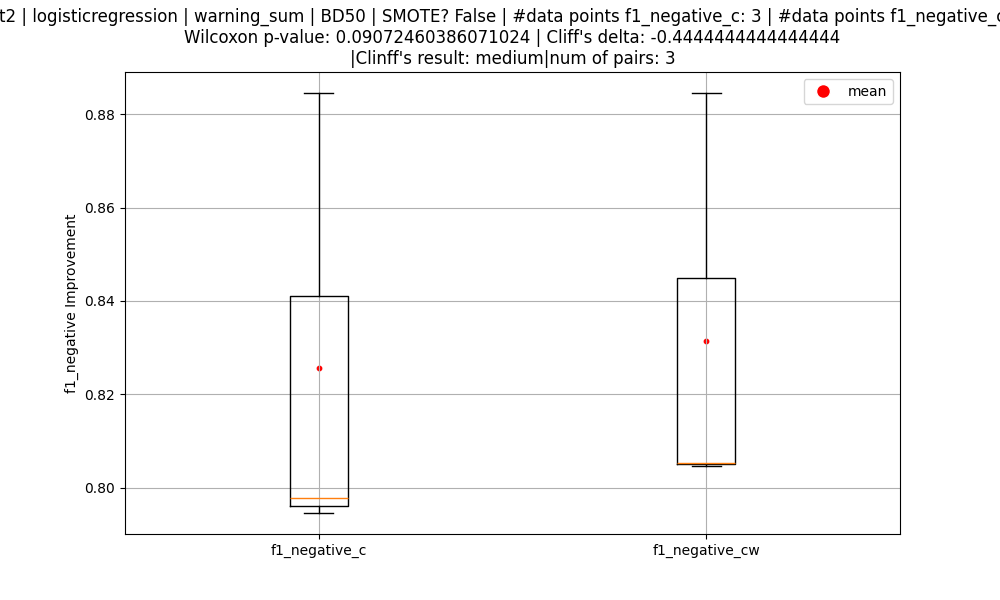 t2 | logisticregression | warning_sum | BD50 | SMOTE? False | #data points f1_negative_c: 3 | #data points f1_negative_c
Wilcoxon p-value: 0.09072460386071024 | Cliff's delta: -0.4444444444444444
|Clinff's result: medium|num of pairs: 3
mean
0.88
0.86
0.84
0.82
0.80
f1_negative Improvement
f1_negative_c
f1_negative_cw